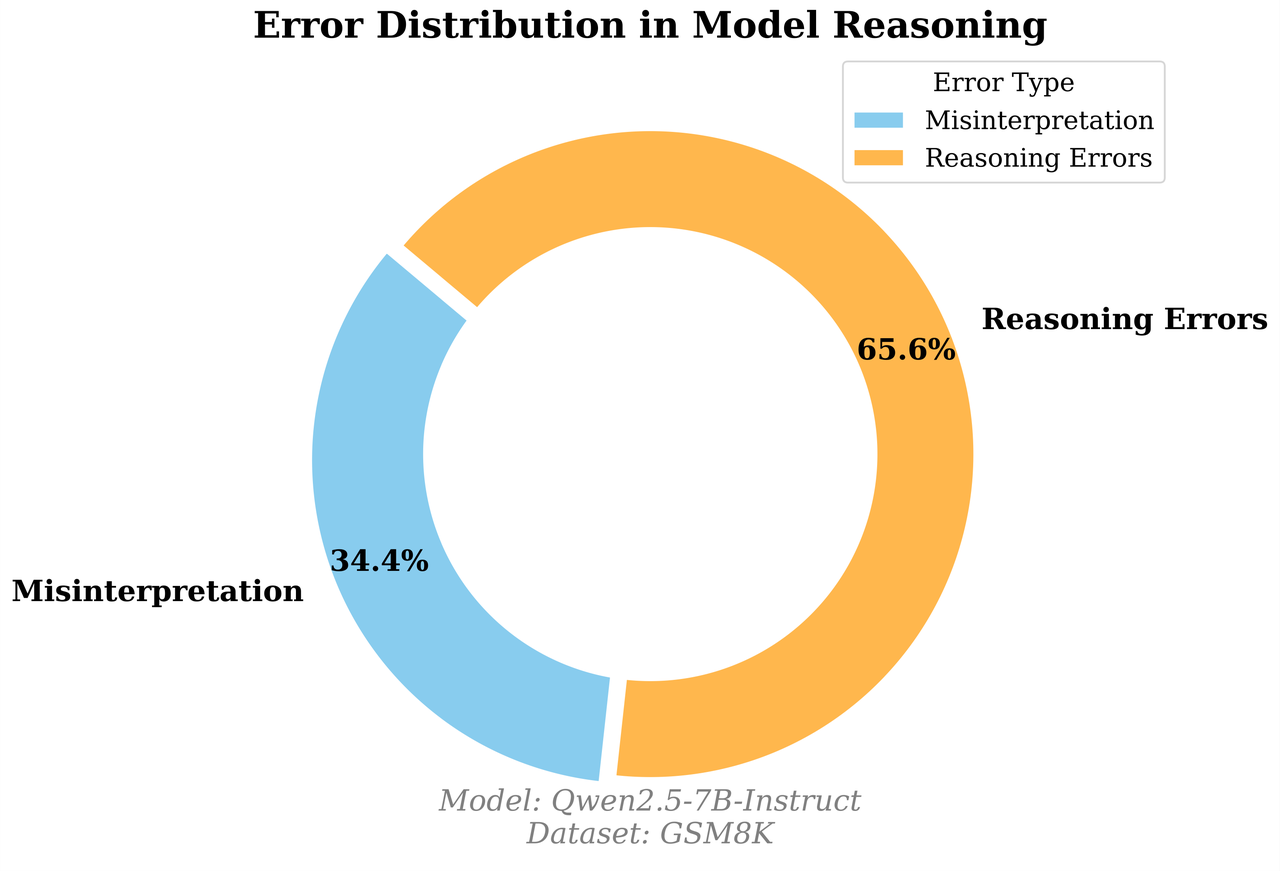 Error Distribution in Model Reasoning
Error Type
Misinterpretation
Reasoning Errors
Reasoning Errors
65.6%
34.4%
Misinterpretation
Model: Qwen2.5-7B-Instruct
Dataset: GSM8K